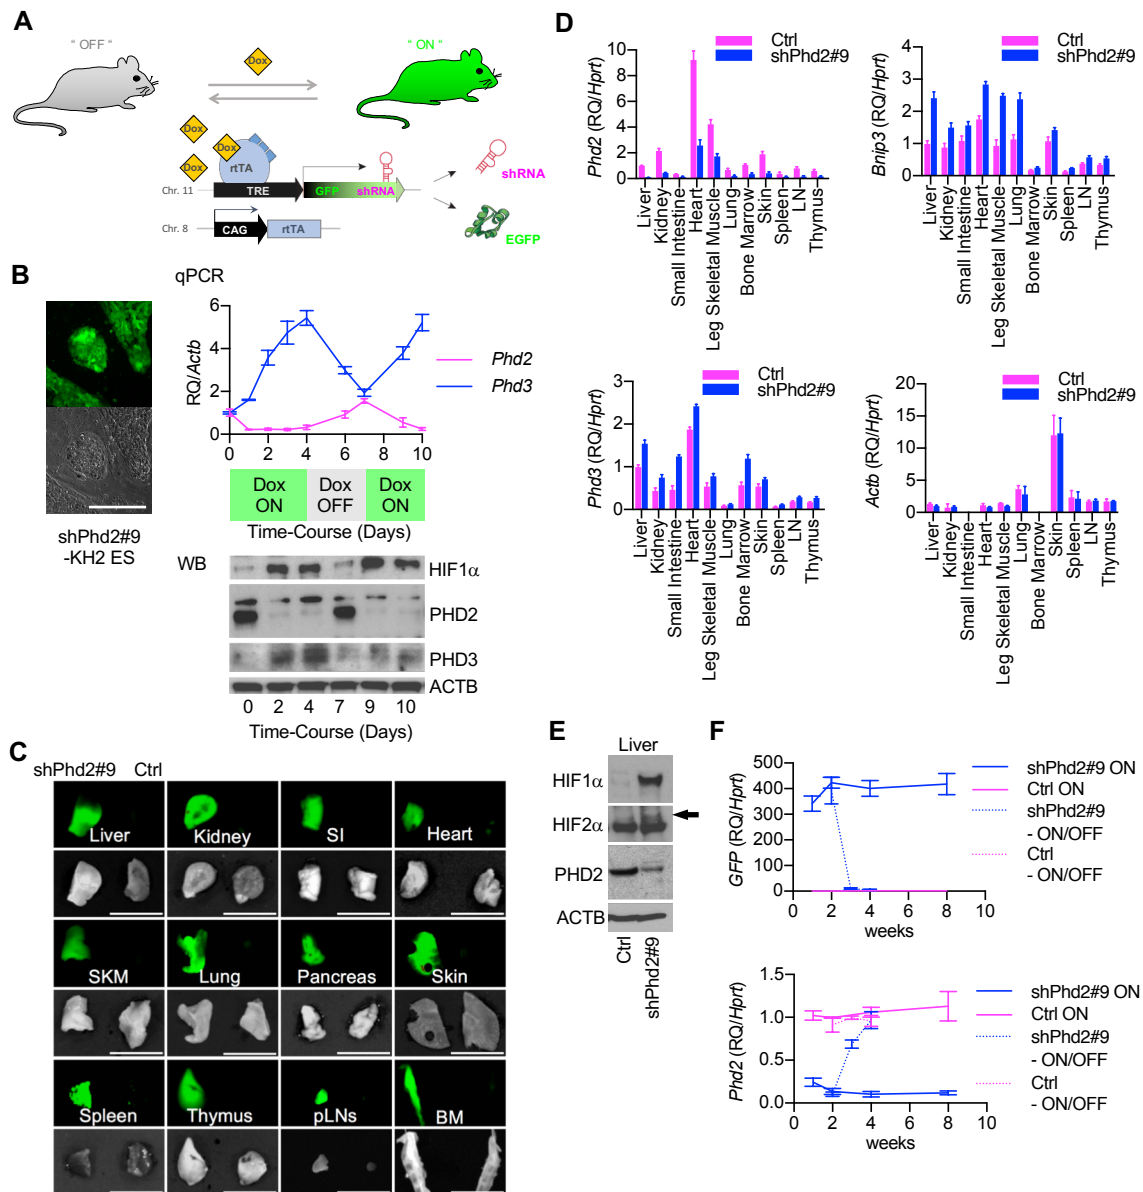 A
" OFF"
Dox
" ON "
Dox
Dox
Dox
rtTA
Chr. 11
TRE
GFP
shRNA
shRNA
Chr. 8
CAG
rtTA
EGFP
B
qPCR
shPhd2#9
-KH2 ES
RQ/Actb
6
4
2
0
0 2 4 6 8 10
Phd2
Phd3
Dox
ON
Dox
OFF
Dox
ON
Time-Course (Days)
WB
HIF1α
PHD2
PHD3
ACTB
0 2 4 7 9 10
Time-Course (Days)
C
shPhd2#9 Ctrl
Liver
Kidney
SI
Heart
SKM
Lung
Pancreas
Skin
Spleen
Thymus
pLNs
BM
D
Ctrl
shPhd2#9
Phd2 (RQ/Hprt)
10
8
6
4
2
0
Liver
Kidney
Small Intestine
Heart
Leg Skeletal Muscle
Lung
Bone Marrow
Skin
Spleen
LN
Thymus
Ctrl
shPhd2#9
Bnip3 (RQ/Hprt)
4
3
2
1
0
Liver
Kidney
Small Intestine
Heart
Leg Skeletal Muscle
Lung
Bone Marrow
Skin
Spleen
LN
Thymus
Ctrl
shPhd2#9
Phd3 (RQ/Hprt)
3
2
1
0
Liver
Kidney
Small Intestine
Heart
Leg Skeletal Muscle
Lung
Bone Marrow
Skin
Spleen
LN
Thymus
Ctrl
shPhd2#9
Actb (RQ/Hprt)
20
15
10
5
0
Liver
Kidney
Small Intestine
Heart
Leg Skeletal Muscle
Lung
Bone Marrow
Skin
Spleen
LN
Thymus
E
Liver
HIF1α
HIF2α
PHD2
ACTB
Ctrl
shPhd2#9
F
GFP (RQ/Hprt)
500
400
300
200
100
0
0 2 4 6 8 10
weeks
shPhd2#9 ON
Ctrl ON
shPhd2#9
- ON/OFF
Ctrl
- ON/OFF
Phd2 (RQ/Hprt)
1.5
1.0
0.5
0.0
0 2 4 6 8 10
weeks
shPhd2#9 ON
Ctrl ON
shPhd2#9
- ON/OFF
Ctrl
- ON/OFF